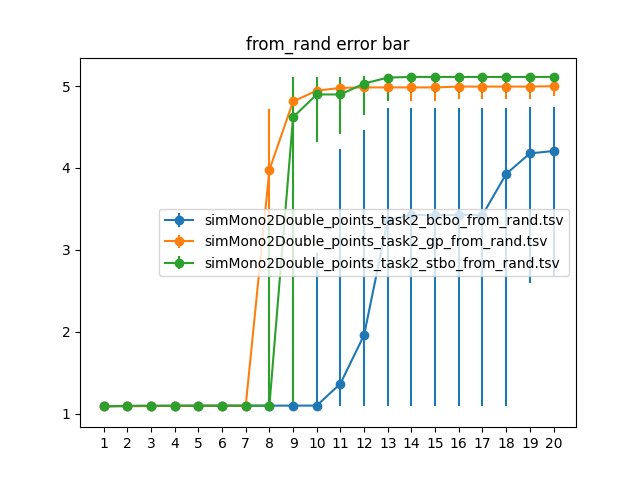 from_rand error bar
5
4
3
2
1
simMono2Double_points_task2_bcbo_from_rand.tsv
simMono2Double_points_task2_gp_from_rand.tsv
simMono2Double_points_task2_stbo_from_rand.tsv
1 2 3 4 5 6 7 8 9 10 11 12 13 14 15 16 17 18 19 20